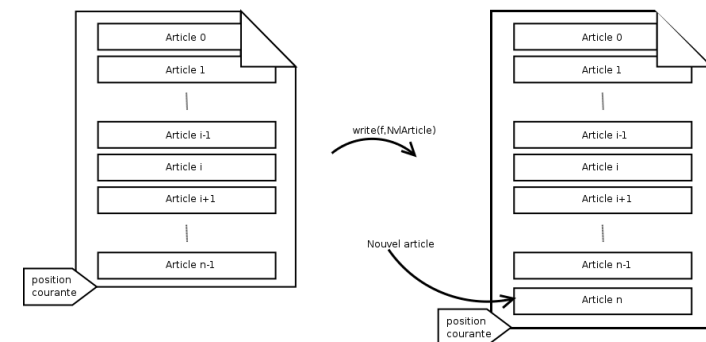 Article 0
Article 1
Article i-1
Article i
Article i+1
Article n-1
position
courante
write(f,NvlArticle)
Nouvel article
Article 0
Article 1
Article i-1
Article i
Article i+1
Article n-1
Article n
position
courante